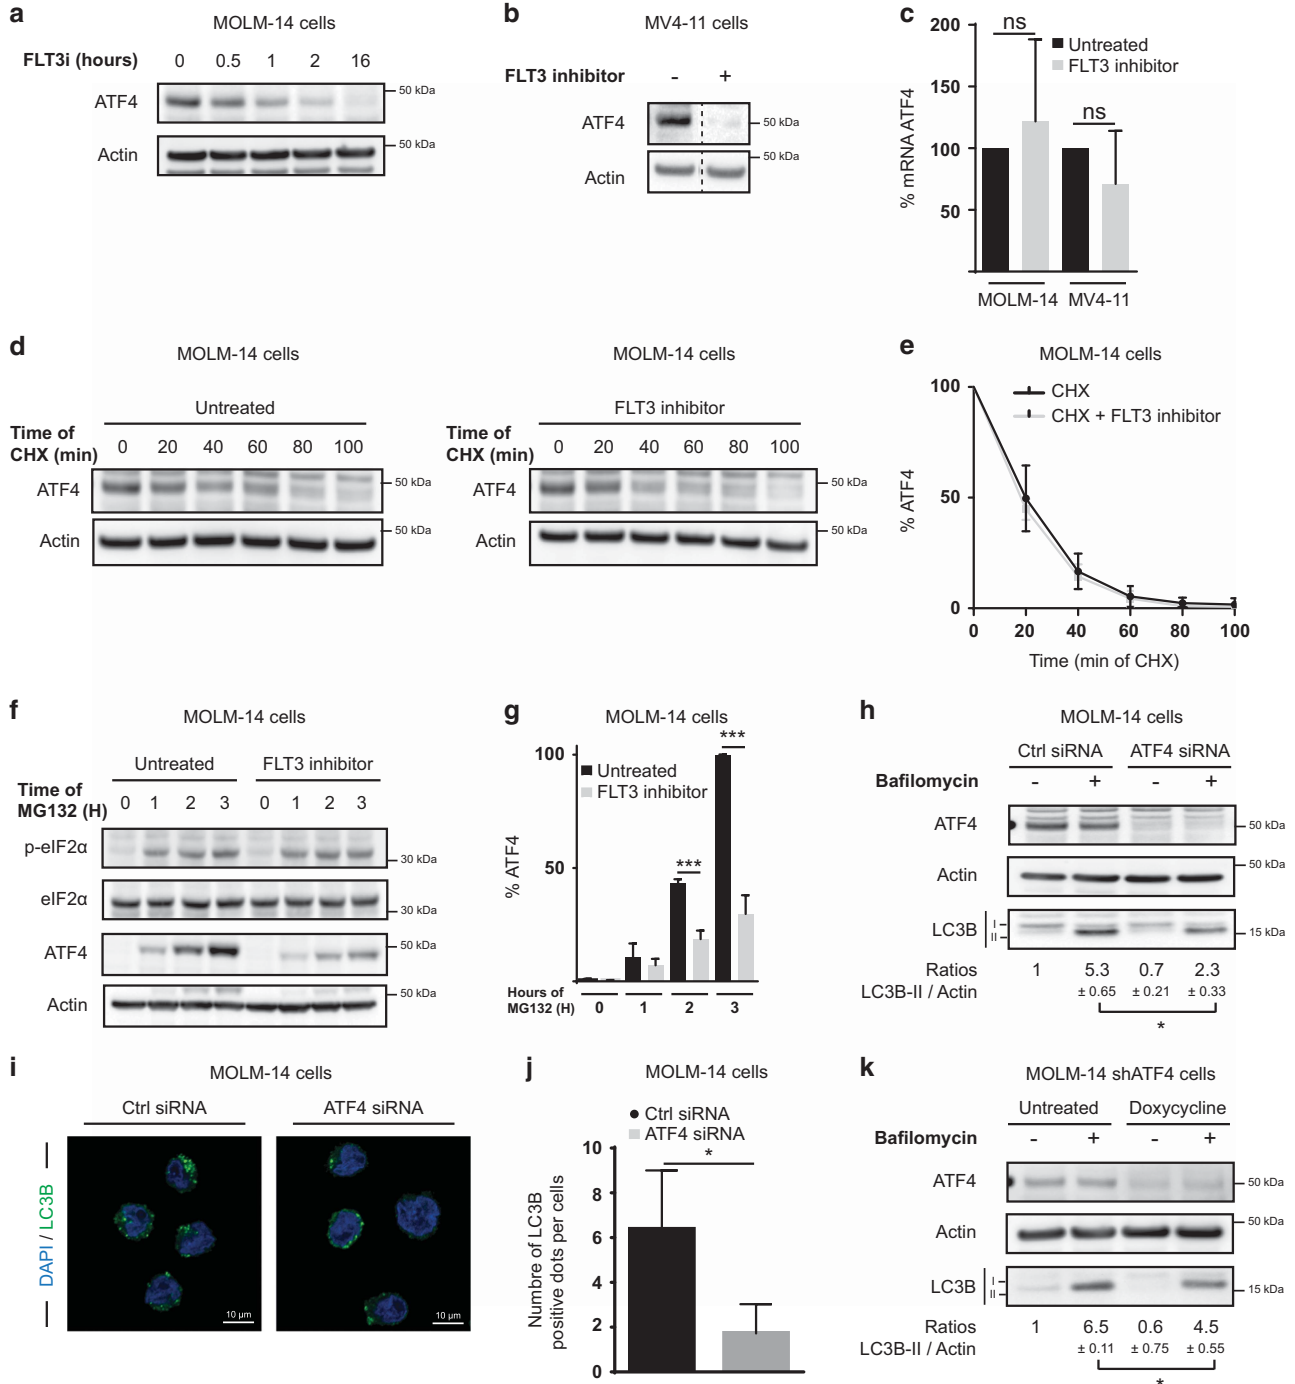 a
MOLM-14 cells
FLT3i (hours) 0 0.5 1 2 16
ATF4
50 kDa
Actin
50 kDa
b
MV4-11 cells
FLT3 inhibitor - +
ATF4
50 kDa
Actin
50 kDa
c
% mRNA ATF4
200
150
100
50
ns
ns
Untreated
FLT3 inhibitor
MOLM-14 MV4-11
d
MOLM-14 cells
Untreated
Time of
CHX (min) 0 20 40 60 80 100
ATF4
50 kDa
Actin
50 kDa
MOLM-14 cells
FLT3 inhibitor
Time of
CHX (min) 0 20 40 60 80 100
ATF4
50 kDa
Actin
50 kDa
e
MOLM-14 cells
% ATF4
100
50
0
CHX
CHX + FLT3 inhibitor
0 20 40 60 80 100
Time (min of CHX)
f
MOLM-14 cells
Untreated FLT3 inhibitor
Time of
MG132 (H) 0 1 2 3 0 1 2 3
p-eIF2α
30 kDa
eIF2α
30 kDa
ATF4
50 kDa
Actin
50 kDa
g
MOLM-14 cells
% ATF4
100
50
Untreated
FLT3 inhibitor
***
***
Hours of
MG132 (H) 0 1 2 3
h
MOLM-14 cells
Ctrl siRNA ATF4 siRNA
Bafilomycin - + - +
ATF4
50 kDa
Actin
50 kDa
LC3B I
II
15 kDa
Ratios 1 5.3 0.7 2.3
LC3B-II / Actin ± 0.65 ± 0.21 ± 0.33
*
i
MOLM-14 cells
Ctrl siRNA ATF4 siRNA
DAPI / LC3B
10 µm
10 µm
j
MOLM-14 cells
Ctrl siRNA
ATF4 siRNA
Numbre of LC3B
positive dots per cells
10
8
6
4
2
0
*
k
MOLM-14 shATF4 cells
Untreated Doxycycline
Bafilomycin - + - +
ATF4
50 kDa
Actin
50 kDa
LC3B I
II
15 kDa
Ratios 1 6.5 0.6 4.5
LC3B-II / Actin ± 0.11 ± 0.75 ± 0.55
*